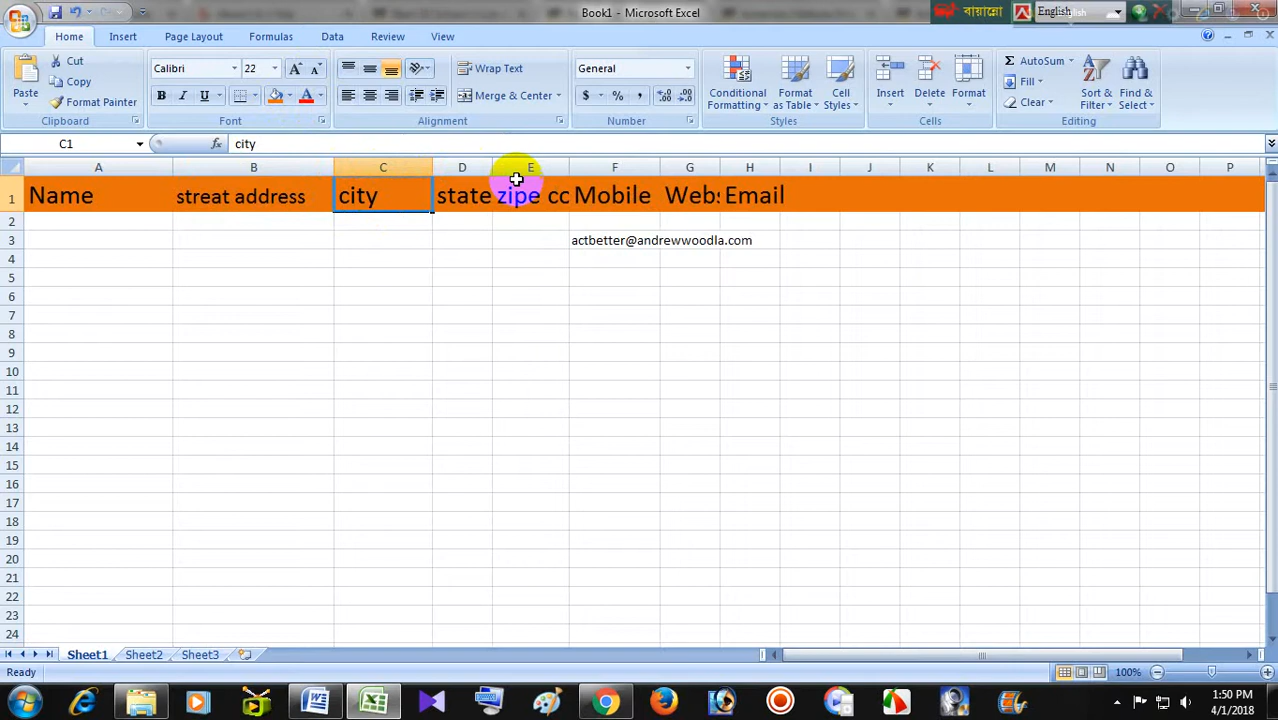 Book1 - Microsoft Excel
বায়ান্নো English
Home Insert Page Layout Formulas Data Review View
Paste Cut Copy Format Painter Clipboard
Calibri 22 B I U Font
Wrap Text Merge & Center Alignment
General $ % , Number
Conditional Formatting Format as Table Cell Styles Styles
Insert Delete Format Cells
AutoSum Fill Clear Sort & Filter Find & Select Editing
C1 fx city
A B C D E F G H I J K L M N O P
1 Name streat address city state zipe cc Mobile Webs Email
2
3 actbetter@andrewwoodla.com
4
5
6
7
8
9
10
11
12
13
14
15
16
17
18
19
20
21
22
23
24
Sheet1 Sheet2 Sheet3
Ready 100%
1:50 PM
4/1/2018